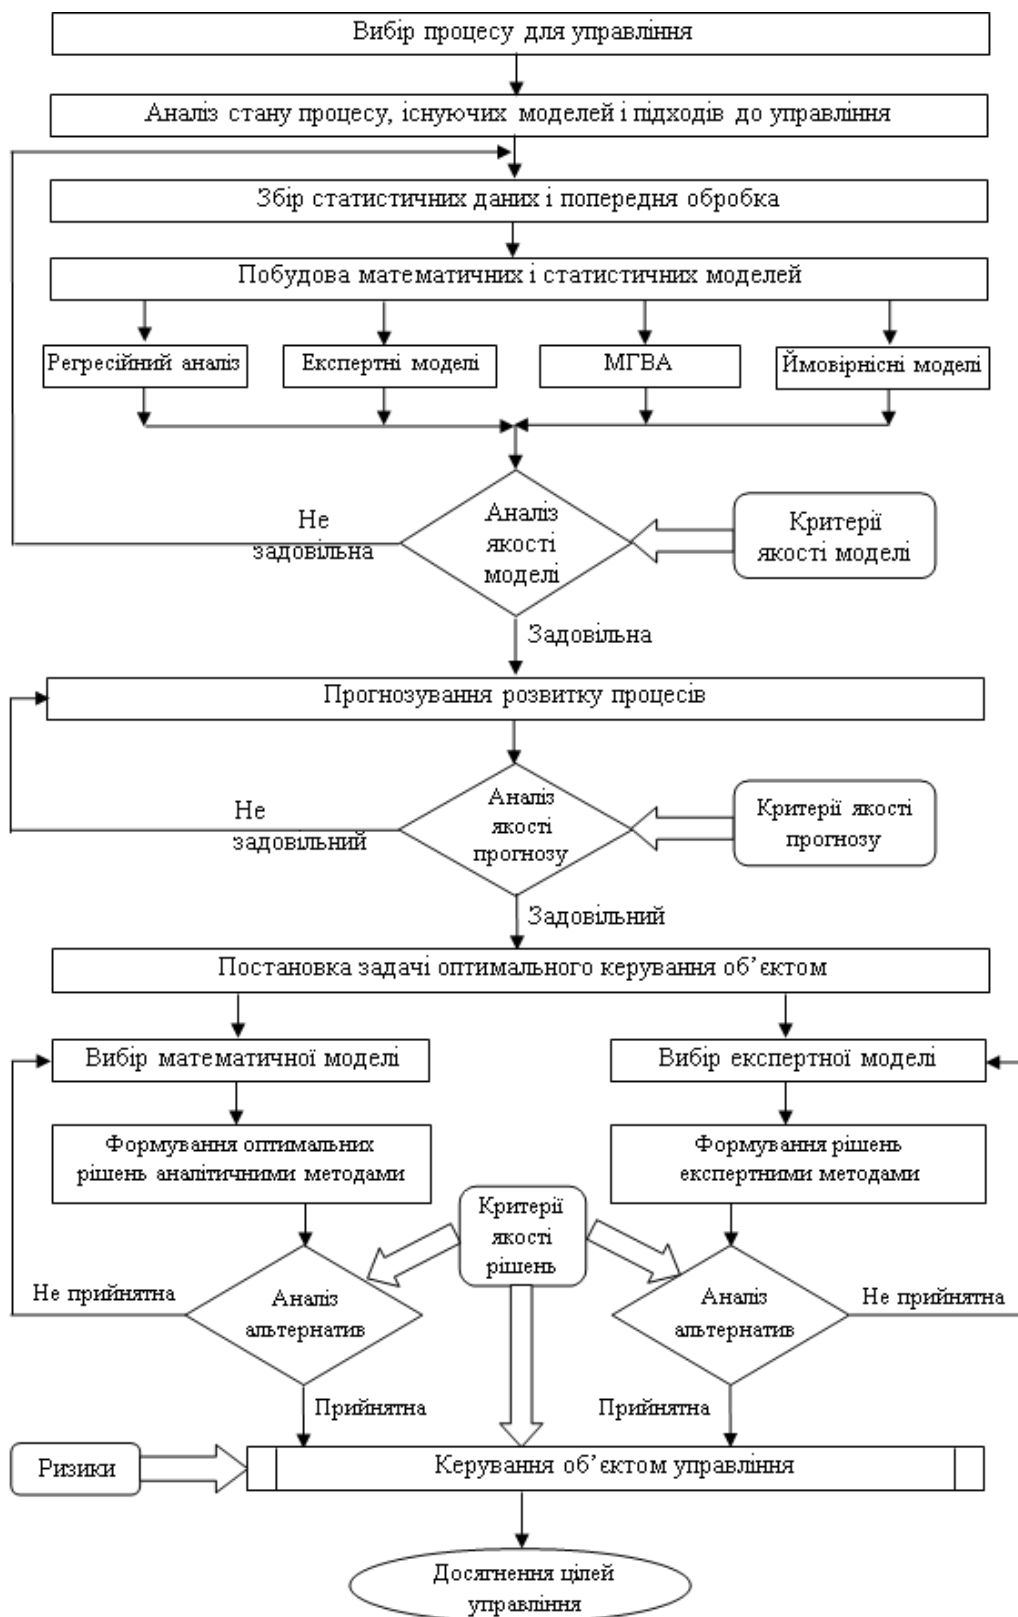 Вибір процесу для управління
Аналіз стану процесу, існуючих моделей і підходів до управління
Збір статистичних даних і попередня обробка
Побудова математичних і статистичних моделей
Регресійний аналіз
Експертні моделі
МГВА
Ймовірнісні моделі
Не
задовільна
Аналіз
якості
моделі
Критерії
якості моделі
Задовільна
Прогнозування розвитку процесів
Не
задовільний
Аналіз
якості
прогнозу
Критерії якості
прогнозу
Задовільний
Постановка задачі оптимального керування об’єктом
Вибір математичної моделі
Вибір експертної моделі
Формування оптимальних
рішень аналітичними методами
Формування рішень
експертними методами
Критерії
якості
рішень
Не прийнятна
Аналіз
альтернатив
Аналіз
альтернатив
Не прийнятна
Прийнятна
Прийнятна
Ризики
Керування об’єктом управління
Досягнення цілей
управління